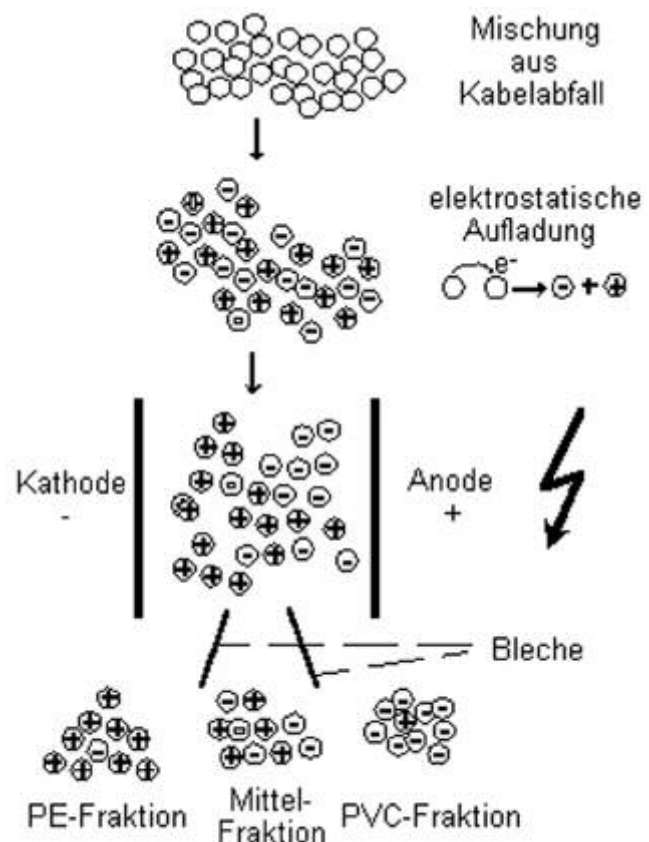 Mischung
aus
Kabelabfall
elektrostatische
Aufladung
e-
Kathode
-
Anode
+
Bleche
PE-Fraktion
Mittel-
Fraktion
PVC-Fraktion